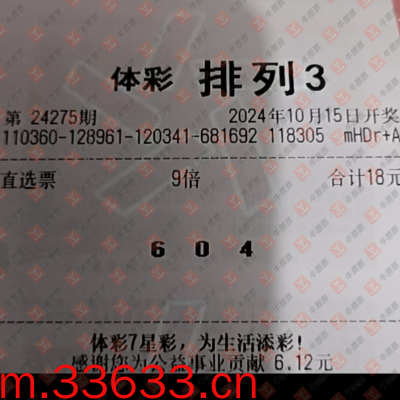 体彩 排列3
第 24275期 2024年10月15日开奖
110360-128961-120341-681692 118305 mHDr+A
直选票 9倍 合计18元
6 0 4
体彩7星彩，为生活添彩！
感谢您为公益事业贡献 6.12元
m.33633.cn